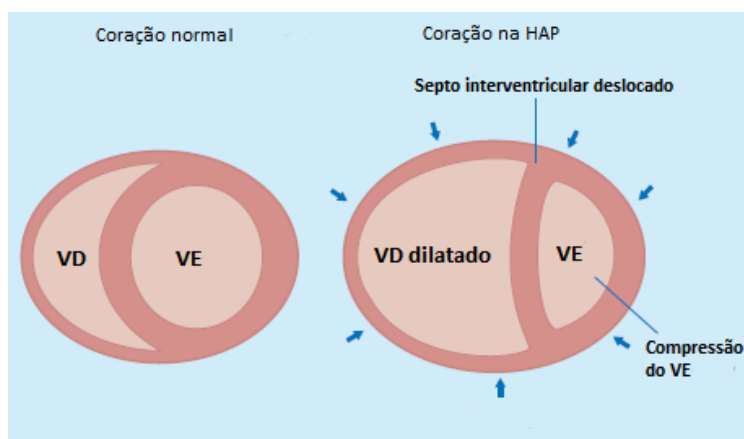 Coração normal
Coração na HAP
Septo interventricular deslocado
VD
VE
VD dilatado
VE
Compressão
do VE